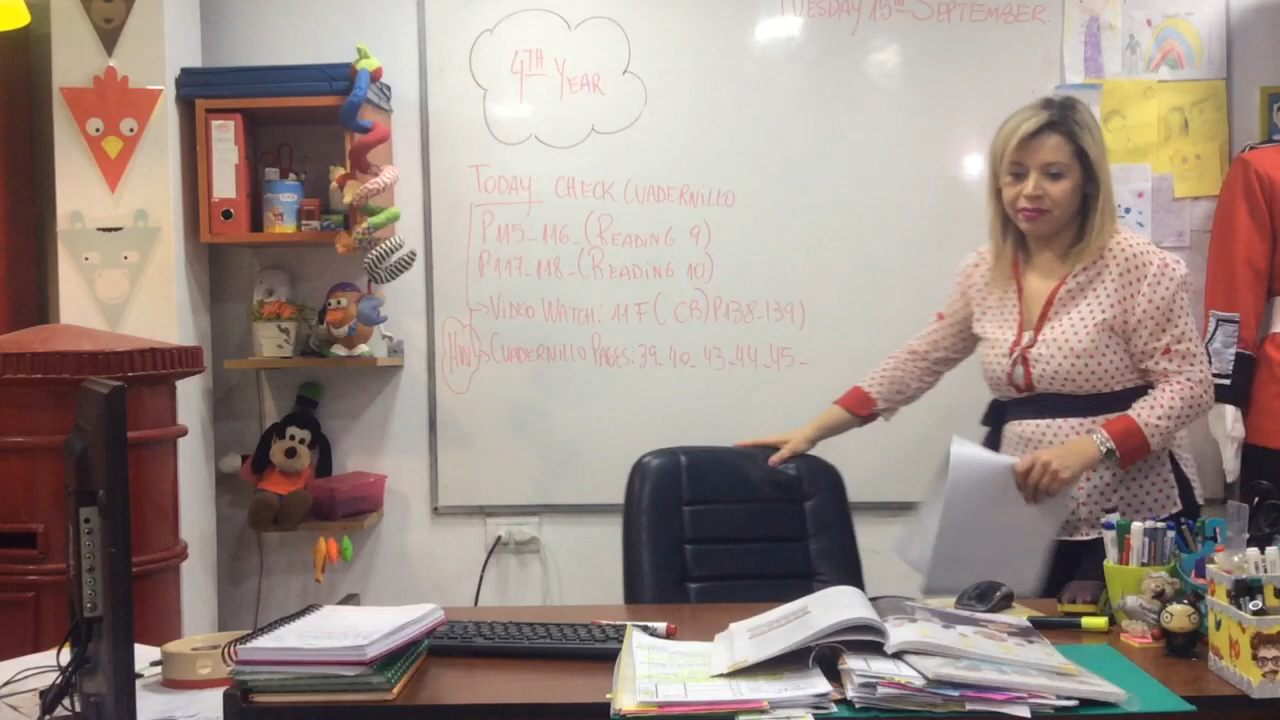 TUESDAY 15TH SEPTEMBER.
4TH YEAR
TODAY: CHECK CUADERNILLO
P115-116-(READING 9)
P117-118-(READING 10)
→VIDEO WATCH: 11F( CB)P138-139)
HW → CUADERNILLO PAGES: 39-40- 43-44-45-